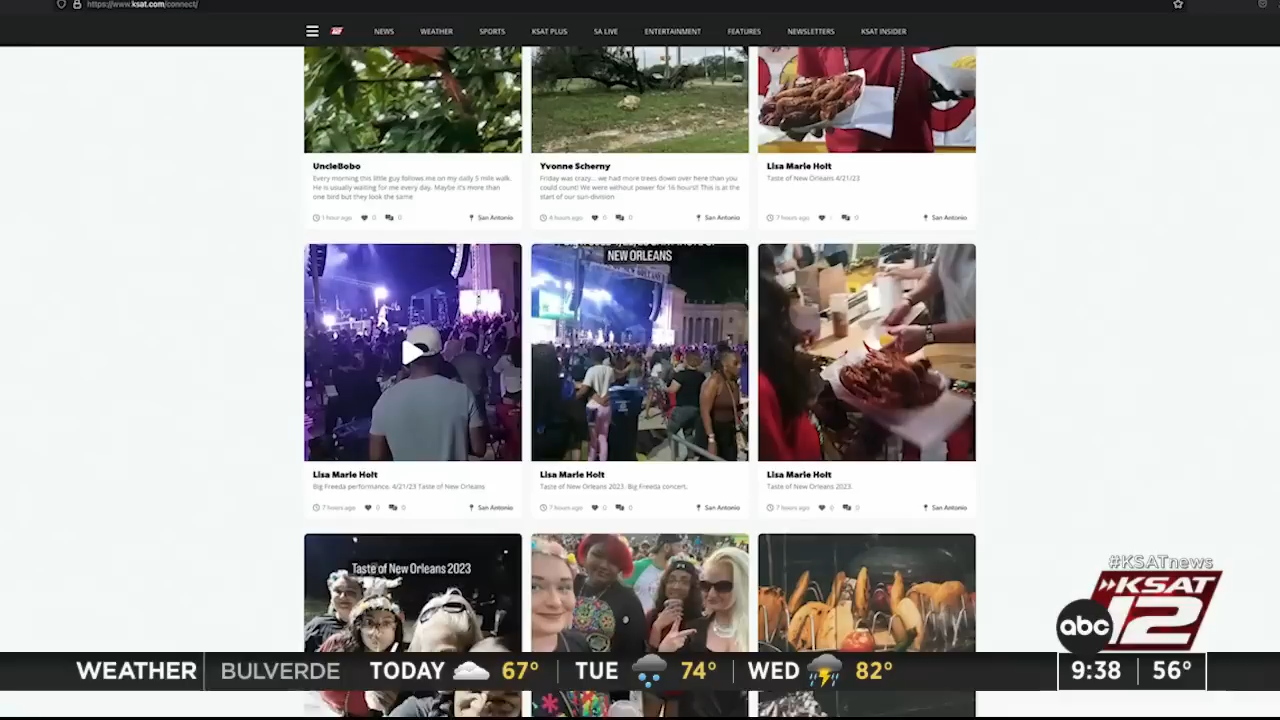 https://www.ksat.com/connect/
NEWS WEATHER SPORTS KSAT PLUS SA LIVE ENTERTAINMENT FEATURES NEWSLETTERS KSAT INSIDER
UncleBobo
Every morning this little guy follows me on my daily 5 mile walk.
He is usually waiting for me every day. Maybe it's more than
one bird but they look the same
1 hour ago 0 0 San Antonio
Yvonne Scherny
Friday was crazy... we had more trees down over here than you
could count! We were without power for 16 hours!! This is at the
start of our sun-division
4 hours ago 0 0 San Antonio
Lisa Marie Holt
Taste of New Orleans 4/21/23
7 hours ago 1 0 San Antonio
NEW ORLEANS
Lisa Marie Holt
Big Freeda performance. 4/21/23 Taste of New Orleans
7 hours ago 0 0 San Antonio
Lisa Marie Holt
Taste of New Orleans 2023. Big Freeda concert.
7 hours ago 0 0 San Antonio
Lisa Marie Holt
Taste of New Orleans 2023.
7 hours ago 0 0 San Antonio
Taste of New Orleans 2023
#KSATnews
KSAT
abc 12
WEATHER BULVERDE TODAY 67° TUE 74° WED 82°
9:38 56°